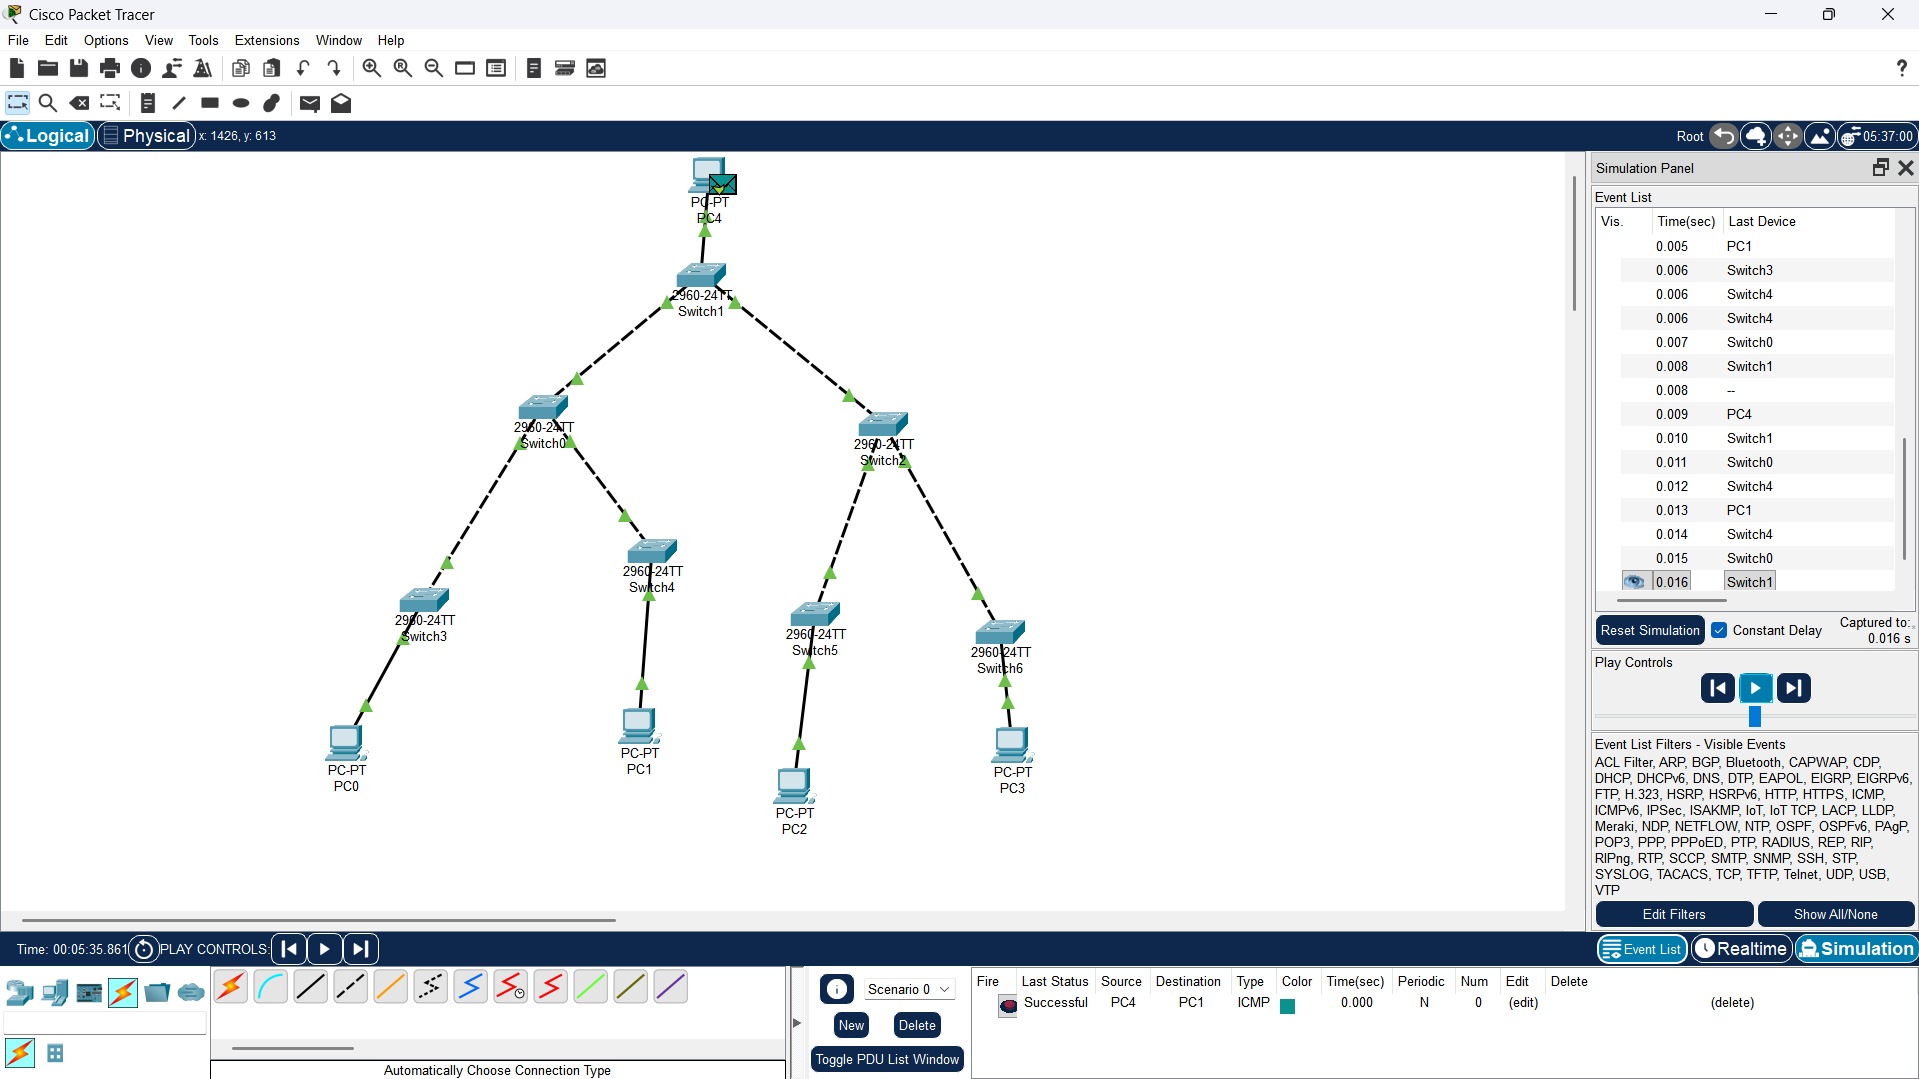 Cisco Packet Tracer
File Edit Options View Tools Extensions Window Help
Logical Physical x: 1426, y: 613 Root 05:37:00
PC-PT
PC4
2960-24TT
Switch1
2960-24TT
Switch0
2960-24TT
Switch2
2960-24TT
Switch4
2960-24TT
Switch3
2960-24TT
Switch5
2960-24TT
Switch6
PC-PT
PC0
PC-PT
PC1
PC-PT
PC2
PC-PT
PC3
Simulation Panel
Event List
Vis. Time(sec) Last Device
0.005 PC1
0.006 Switch3
0.006 Switch4
0.006 Switch4
0.007 Switch0
0.008 Switch1
0.008 --
0.009 PC4
0.010 Switch1
0.011 Switch0
0.012 Switch4
0.013 PC1
0.014 Switch4
0.015 Switch0
0.016 Switch1
Reset Simulation Constant Delay Captured to:
0.016 s
Play Controls
Event List Filters - Visible Events
ACL Filter, ARP, BGP, Bluetooth, CAPWAP, CDP,
DHCP, DHCPv6, DNS, DTP, EAPOL, EIGRP, EIGRPv6,
FTP, H.323, HSRP, HSRPv6, HTTP, HTTPS, ICMP,
ICMPv6, IPSec, ISAKMP, IoT, IoT TCP, LACP, LLDP,
Meraki, NDP, NETFLOW, NTP, OSPF, OSPFv6, PAgP,
POP3, PPP, PPPoED, PTP, RADIUS, REP, RIP,
RIPng, RTP, SCCP, SMTP, SNMP, SSH, STP,
SYSLOG, TACACS, TCP, TFTP, Telnet, UDP, USB,
VTP
Edit Filters Show All/None
Time: 00:05:35.861 PLAY CONTROLS: Event List Realtime Simulation
Scenario 0
New Delete
Toggle PDU List Window
Automatically Choose Connection Type
Fire Last Status Source Destination Type Color Time(sec) Periodic Num Edit Delete
Successful PC4 PC1 ICMP 0.000 N 0 (edit) (delete)